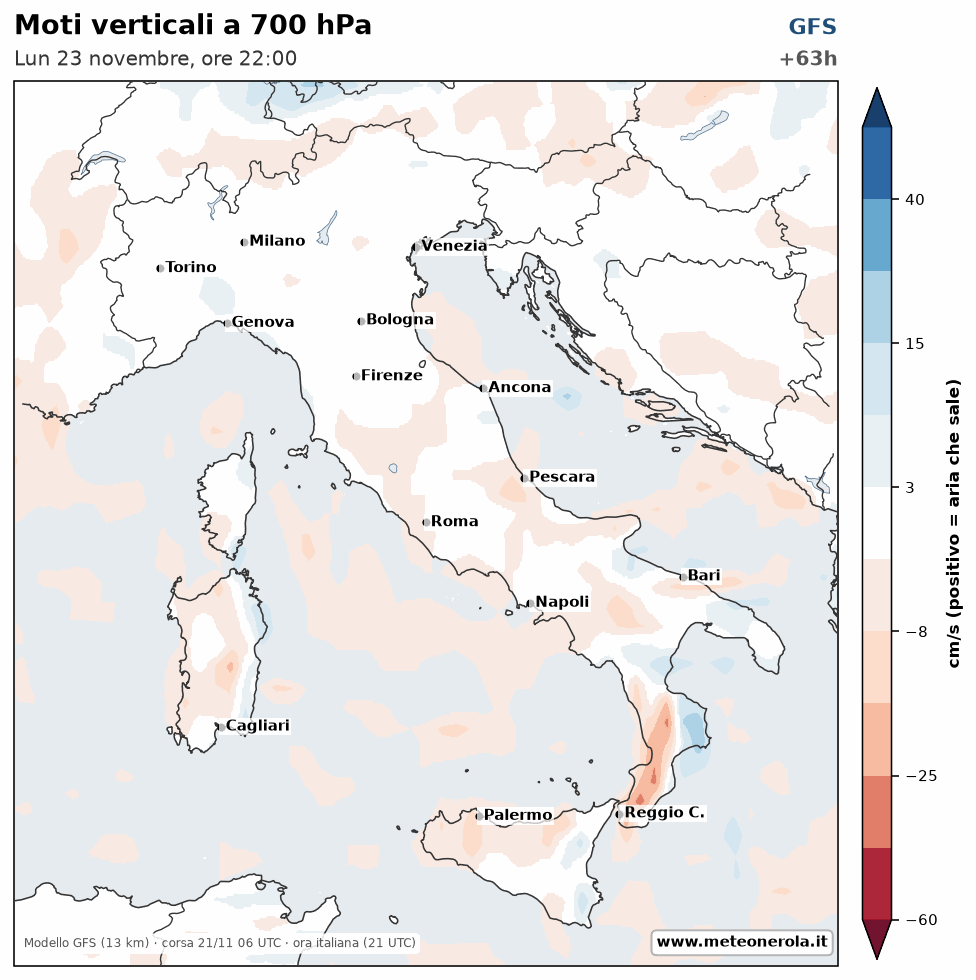 Moti verticali a 700 hPa
GFS
Lun 23 novembre, ore 22:00
+63h
Milano
Venezia
Torino
Genova
Bologna
Firenze
Ancona
Pescara
Roma
Bari
Napoli
Cagliari
Palermo
Reggio C.
40
15
3
−8
−25
−60
cm/s (positivo = aria che sale)
Modello GFS (13 km) · corsa 21/11 06 UTC · ora italiana (21 UTC)
www.meteonerola.it